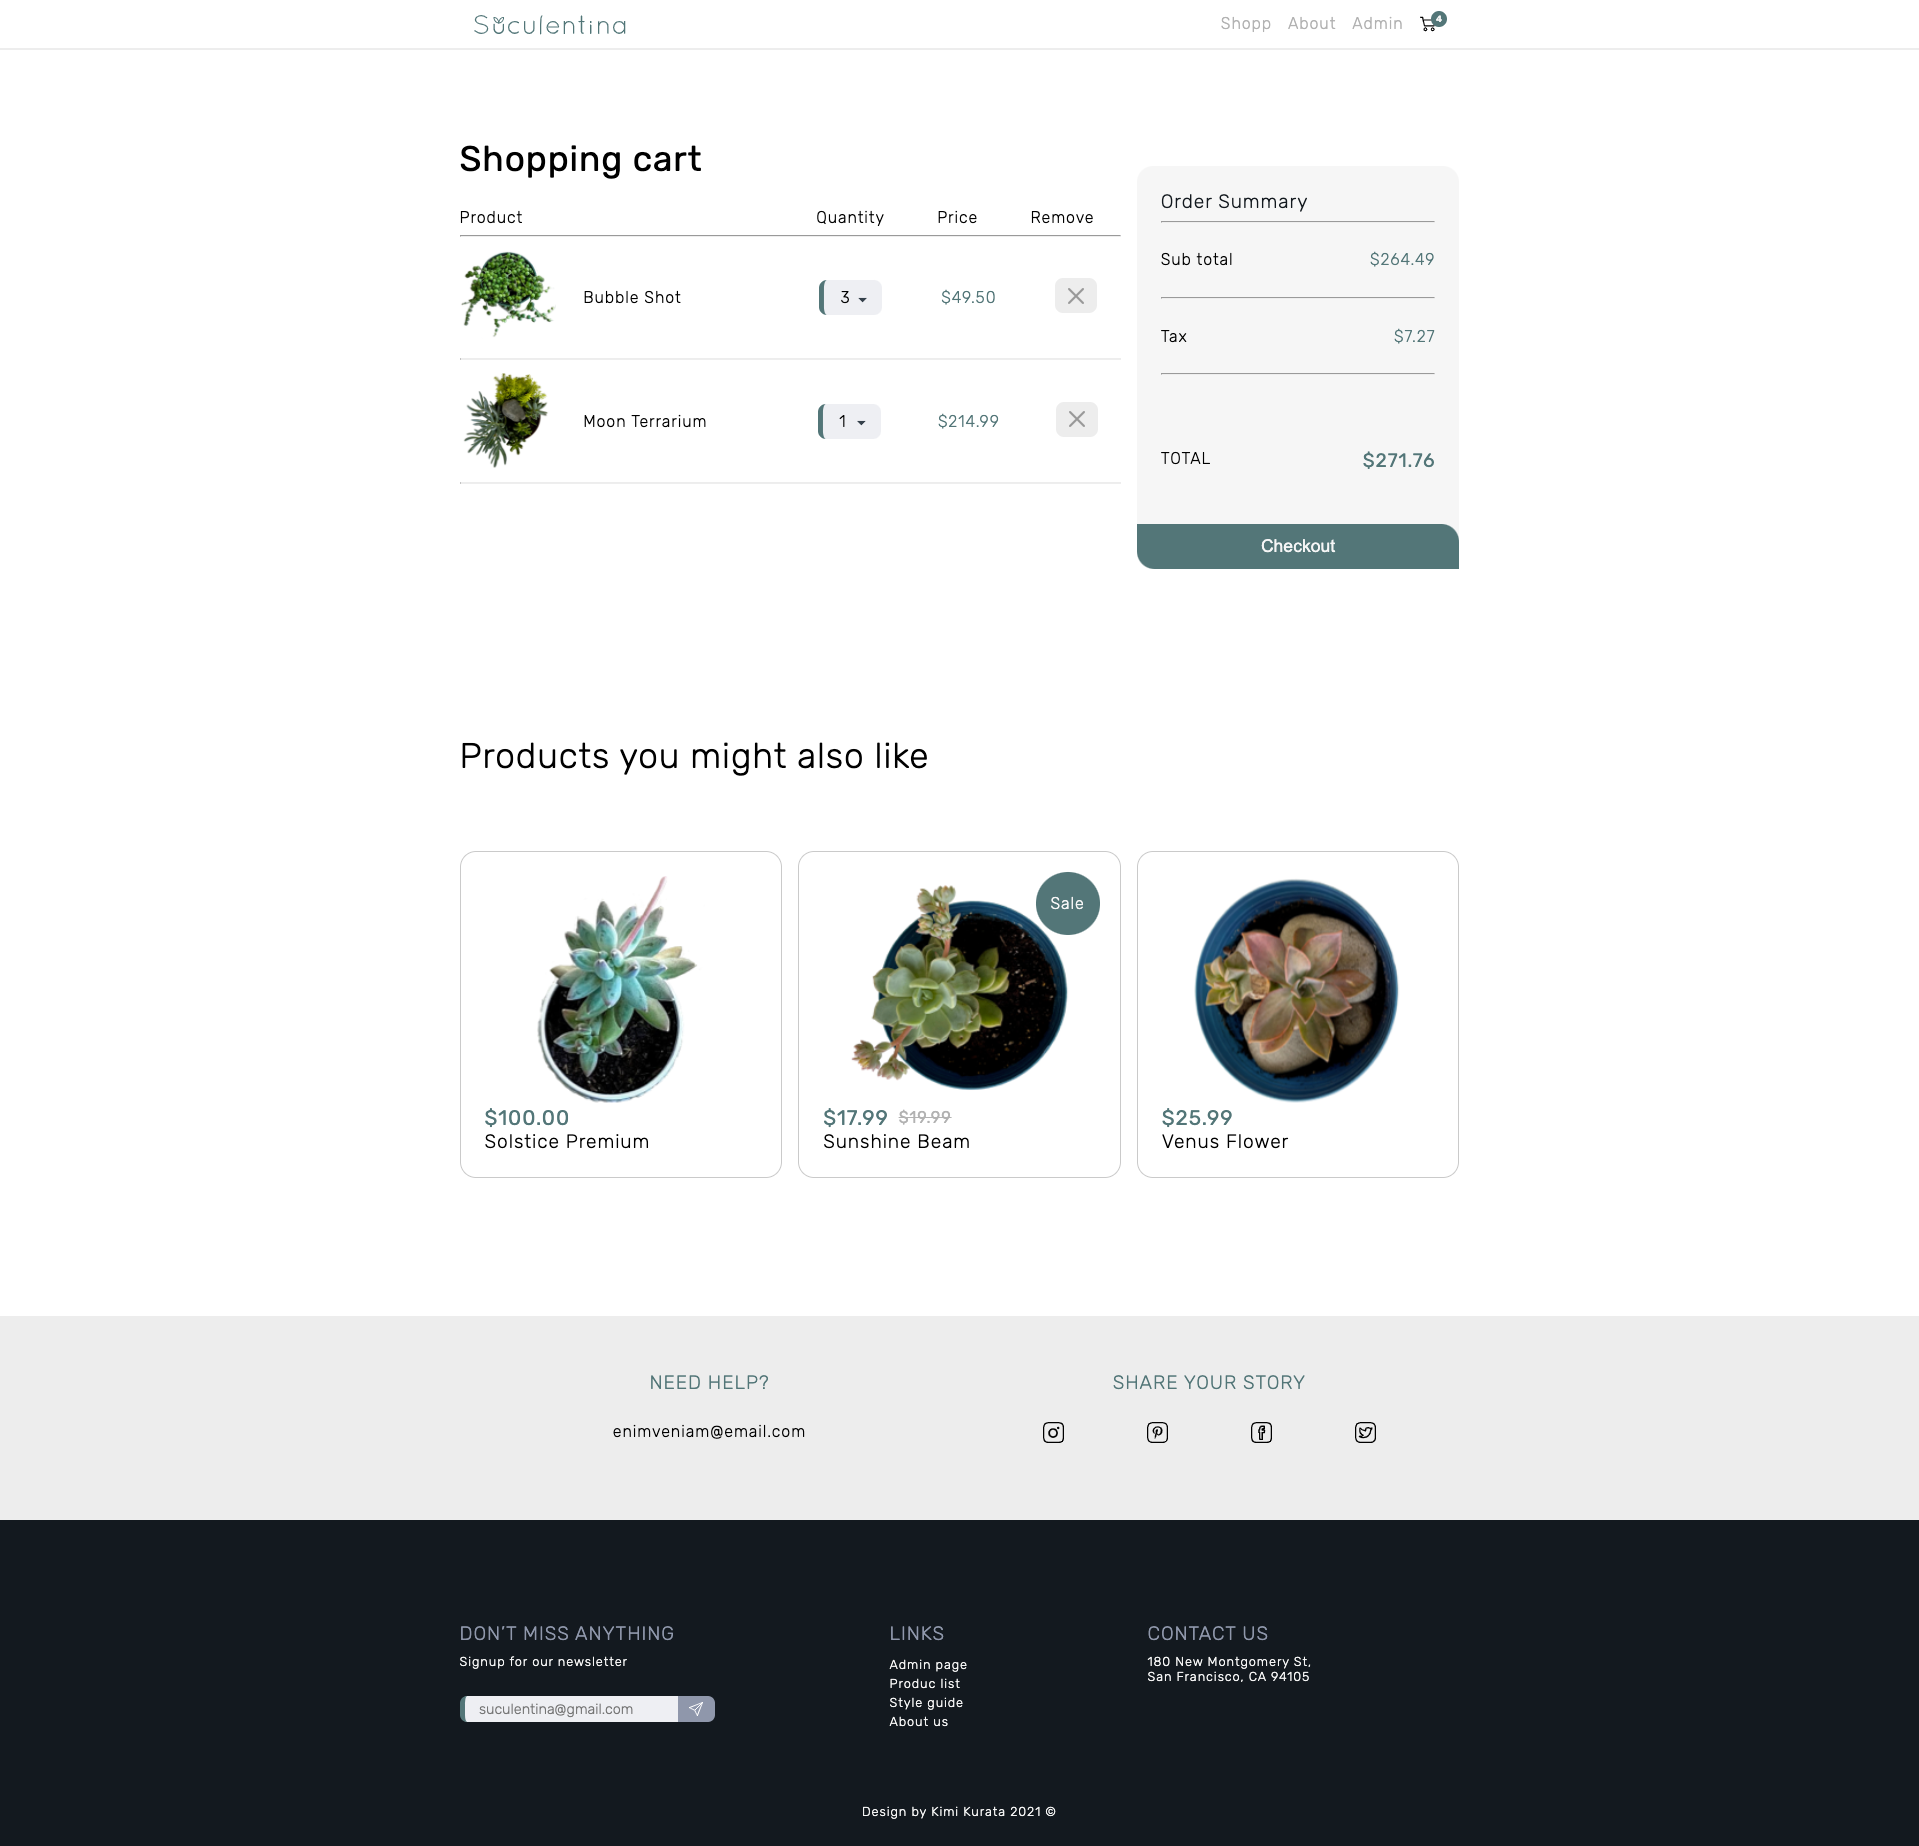 Suculentina
Shopp About Admin 4
Shopping cart
Product Quantity Price Remove
Bubble Shot 3 $49.50
Moon Terrarium 1 $214.99
Order Summary
Sub total $264.49
Tax $7.27
TOTAL $271.76
Checkout
Products you might also like
$100.00
Solstice Premium
Sale
$17.99 $19.99
Sunshine Beam
$25.99
Venus Flower
NEED HELP?
enimveniam@email.com
SHARE YOUR STORY
DON'T MISS ANYTHING
Signup for our newsletter
suculentina@gmail.com
LINKS
Admin page
Produc list
Style guide
About us
CONTACT US
180 New Montgomery St,
San Francisco, CA 94105
Design by Kimi Kurata 2021 ©